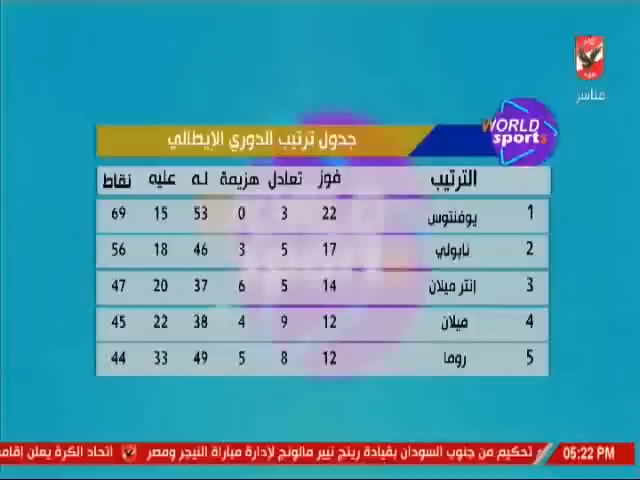 الأهلي
مباشر
WORLD
sports
جدول ترتيب الدوري الإيطالي
الترتيب فوز تعادل هزيمة له عليه نقاط
1 يوفنتوس 22 3 0 53 15 69
2 نابولي 17 5 3 46 18 56
3 إنتر ميلان 14 5 6 37 20 47
4 ميلان 12 9 4 38 22 45
5 روما 12 8 5 49 33 44
05:22 PM
م تحكيم من جنوب السودان بقيادة رينج نيير مالونج لإدارة مباراة النيجر ومصر اتحاد الكرة يعلن إقامة